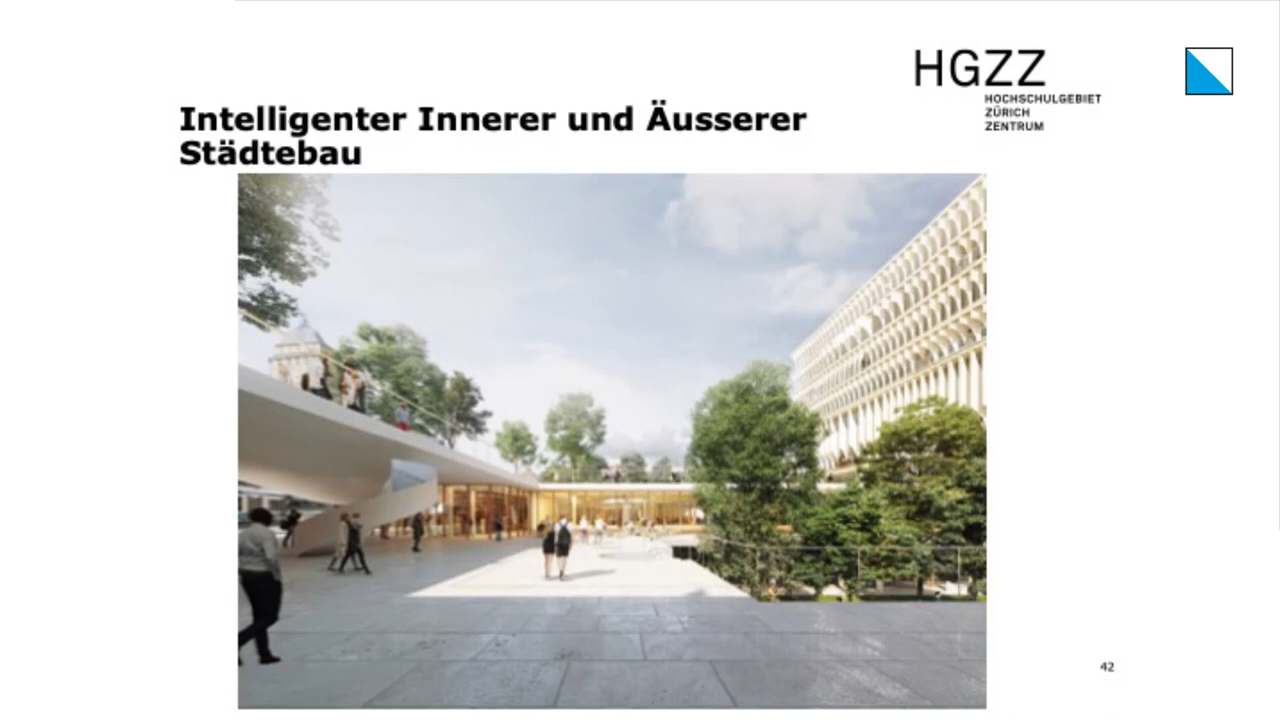 HGZZ
HOCHSCHULGEBIET
ZÜRICH
ZENTRUM
Intelligenter Innerer und Äusserer
Städtebau
42